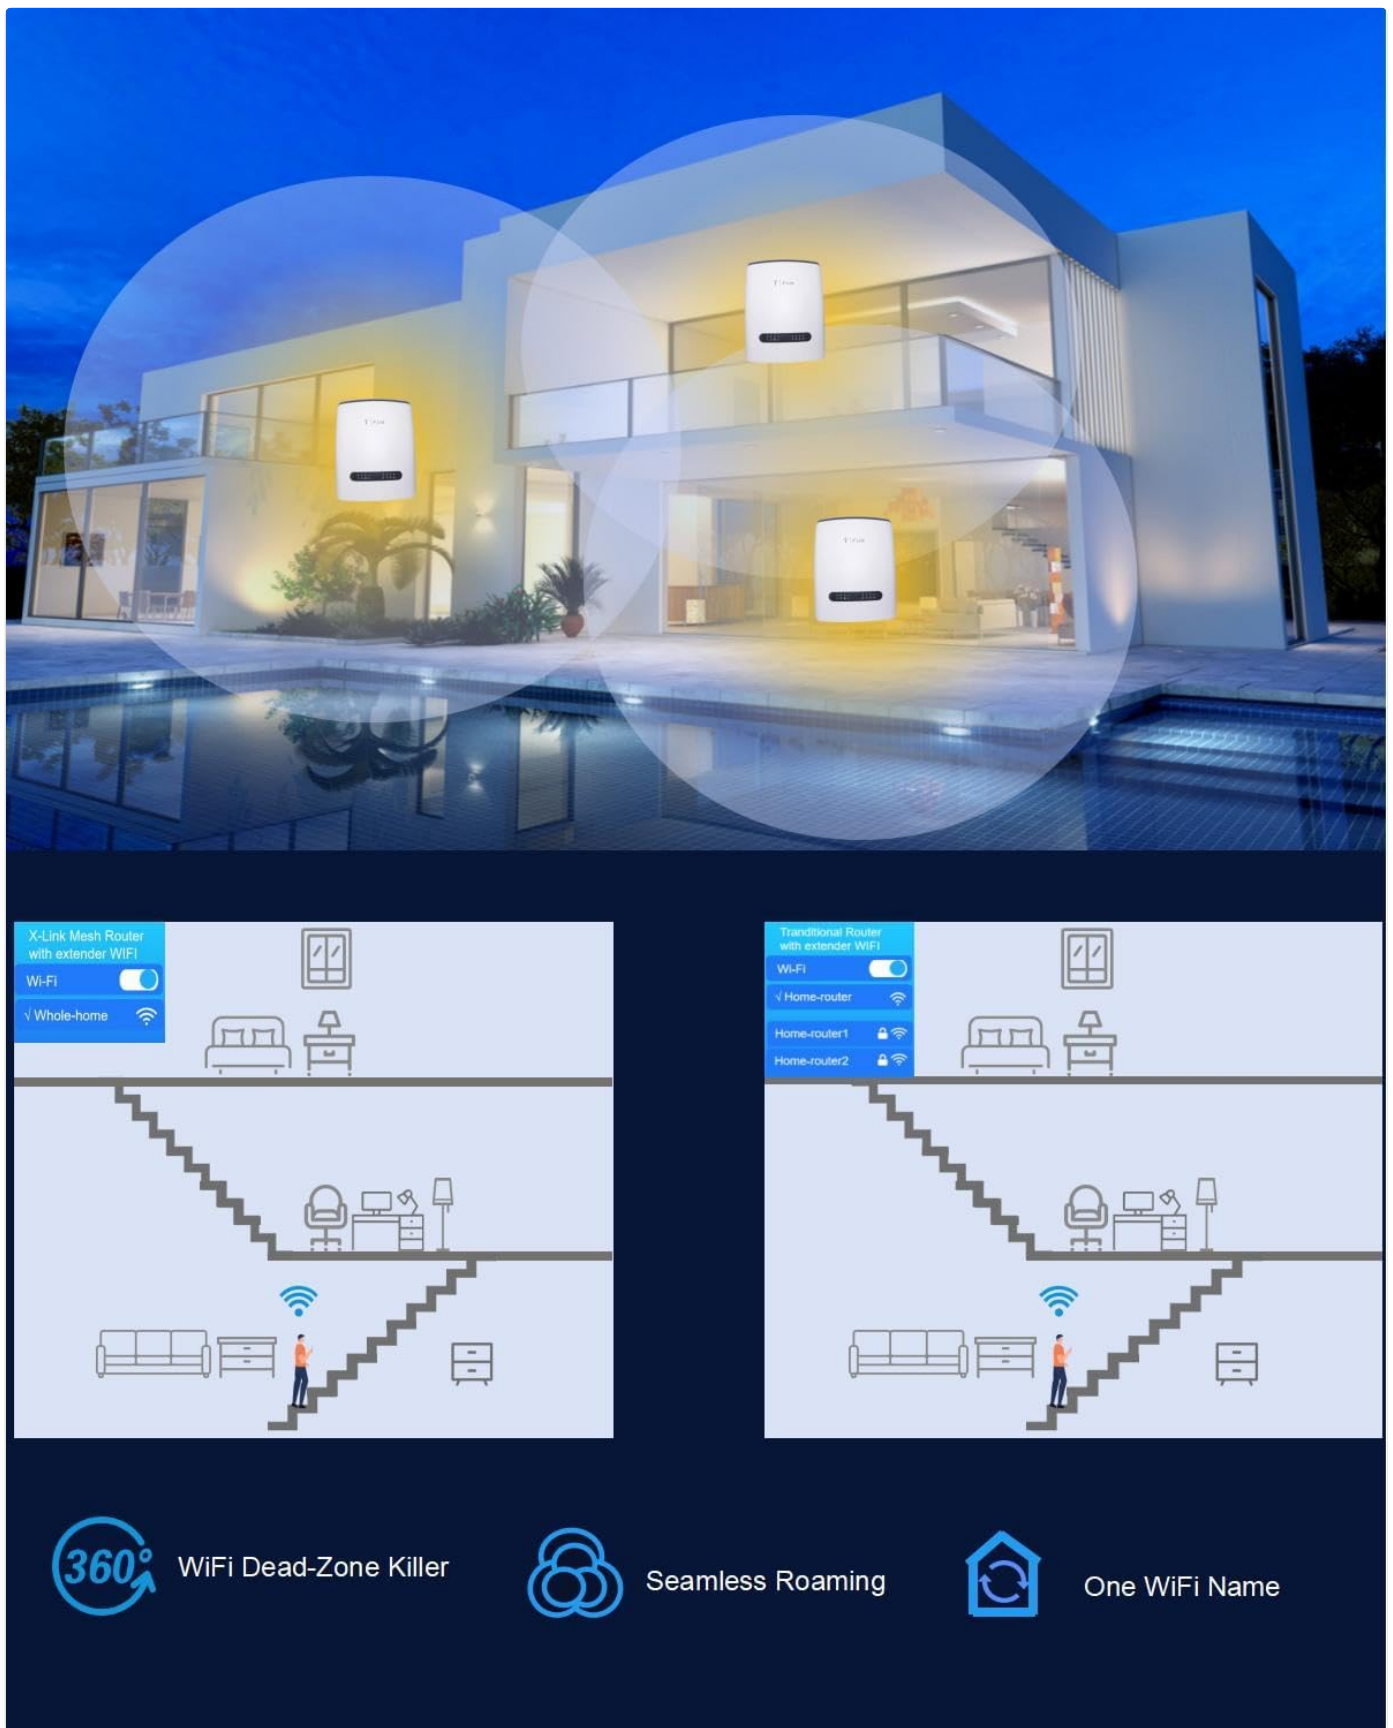 X-Link Mesh Router
with extender WIFI
Wi-Fi
√ Whole-home
Tranditional Router
with extender WIFI
Wi-Fi
√ Home-router
Home-router1
Home-router2
360°
WiFi Dead-Zone Killer
Seamless Roaming
One WiFi Name